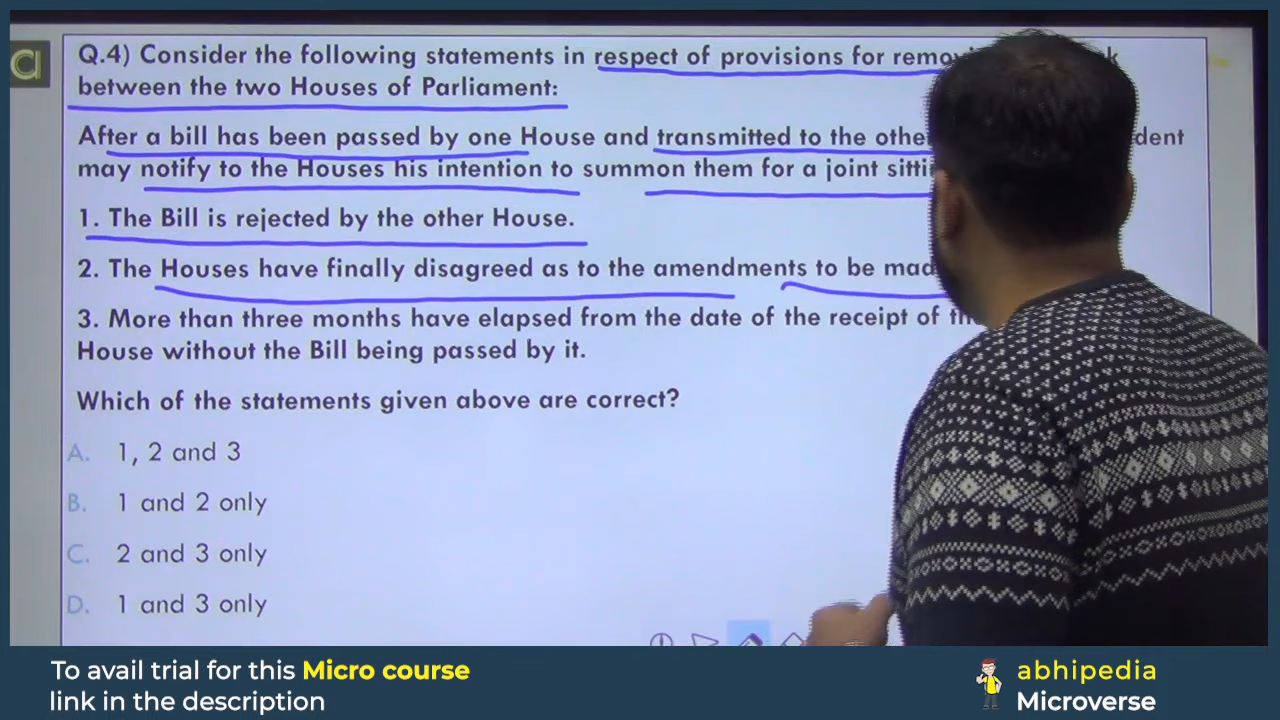 Q.4) Consider the following statements in respect of provisions for
between the two Houses of Parliament:
After a bill has been passed by one House and transmitted to the
may notify to the Houses his intention to summon them for a joint
1. The Bill is rejected by the other House.
2. The Houses have finally disagreed as to the amendments to be
3. More than three months have elapsed from the date of the receipt of
House without the Bill being passed by it.
Which of the statements given above are correct?
A. 1, 2 and 3
B. 1 and 2 only
C. 2 and 3 only
D. 1 and 3 only
To avail trial for this Micro course
link in the description
abhipedia
Microverse